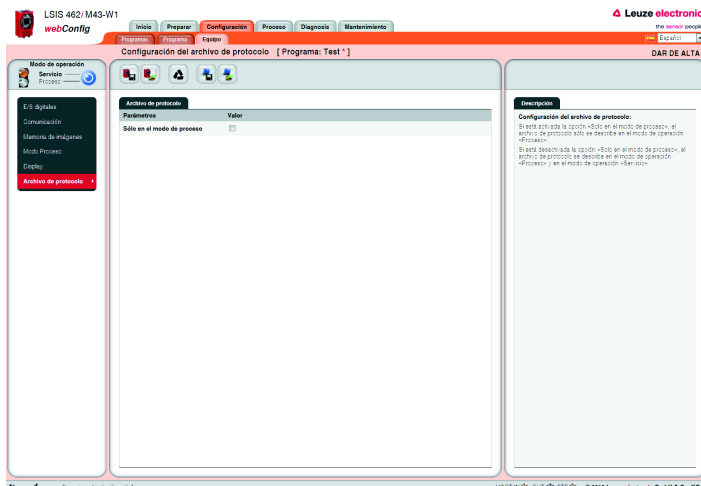 LSIS 462i M43-W1
webConfig
Leuze electronic
the sensor people
Inicio
Preparar
Configuración
Proceso
Diagnosis
Mantenimiento
Programas
Programa
Equipo
Español
Configuración del archivo de protocolo [ Programa: Test * ]
DAR DE ALTA
Modo de operación
Servicio
Proceso
E/S digitales
Comunicación
Memoria de imágenes
Modo Proceso
Display
Archivo de protocolo
Archivo de protocolo
Parámetros
Valor
Sólo en el modo de proceso
Descripción
Configuración del archivo de protocolo:
Si está activada la opción «Solo en el modo de proceso», el
archivo de protocolo sólo se describe en el modo de operación
«Proceso».
Si está desactivada la opción «Solo en el modo de proceso», el
archivo de protocolo se describe en el modo de operación
«Proceso» y en el modo de operación «Servicio».